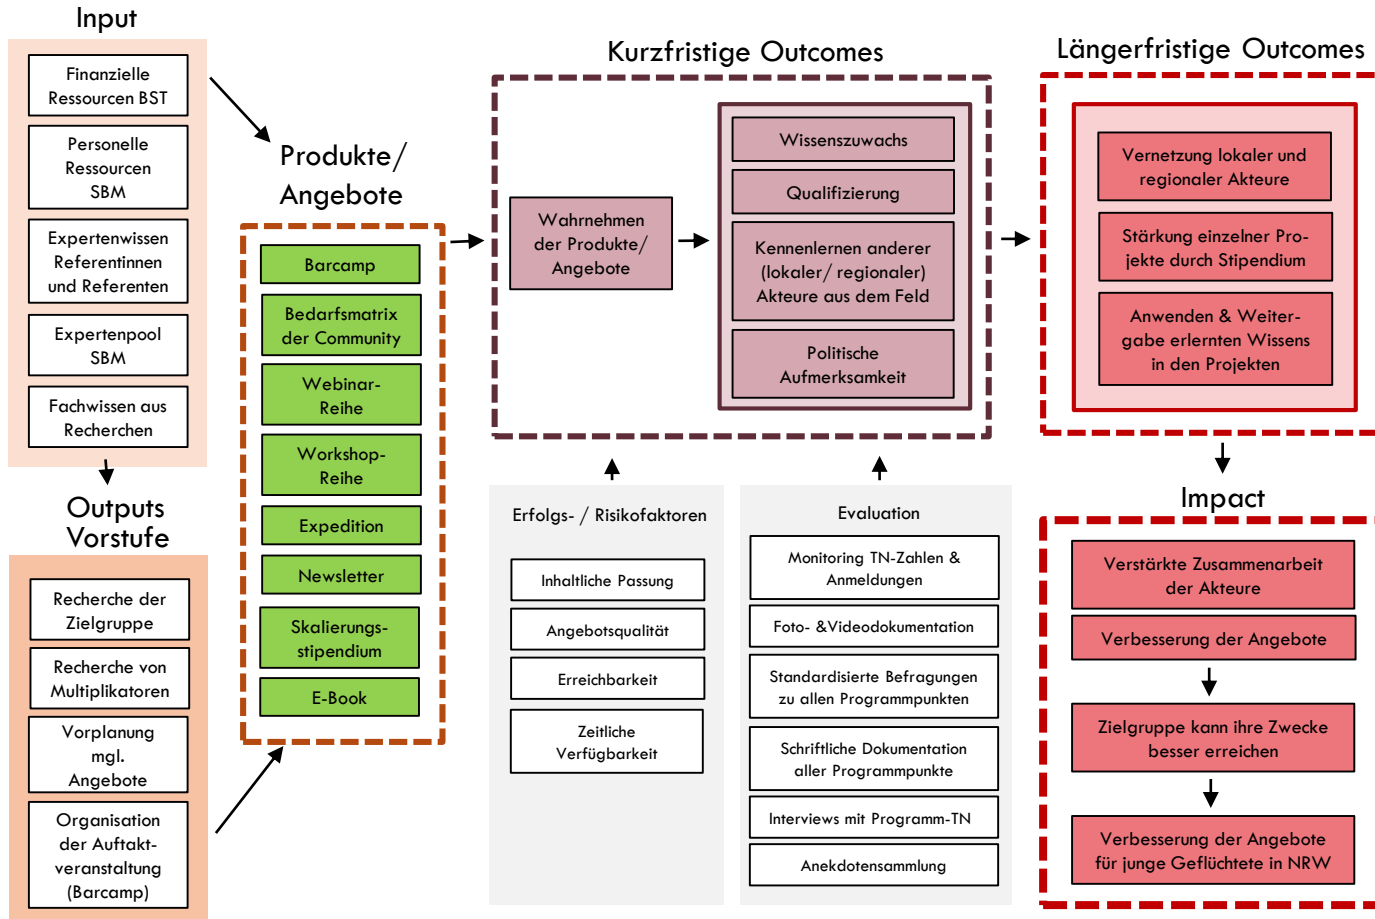 Input
Finanzielle
Ressourcen BST
Personelle
Ressourcen
SBM
Expertenwissen
Referentinnen
und Referenten
Expertenpool
SBM
Fachwissen aus
Recherchen
Outputs
Vorstufe
Recherche der
Zielgruppe
Recherche von
Multiplikatoren
Vorplanung
mgl.
Angebote
Organisation
der Auftakt-
veranstaltung
(Barcamp)
Produkte/
Angebote
Barcamp
Bedarfsmatrix
der Community
Webinar-
Reihe
Workshop-
Reihe
Expedition
Newsletter
Skalierungs-
stipendium
E-Book
Kurzfristige Outcomes
Wahrnehmen
der Produkte/
Angebote
Wissenszuwachs
Qualifizierung
Kennenlernen anderer
(lokaler/ regionaler)
Akteure aus dem Feld
Politische
Aufmerksamkeit
Erfolgs- / Risikofaktoren
Inhaltliche Passung
Angebotsqualität
Erreichbarkeit
Zeitliche
Verfügbarkeit
Evaluation
Monitoring TN-Zahlen &
Anmeldungen
Foto- &Videodokumentation
Standardisierte Befragungen
zu allen Programmpunkten
Schriftliche Dokumentation
aller Programmpunkte
Interviews mit Programm-TN
Anekdotensammlung
Längerfristige Outcomes
Vernetzung lokaler und
regionaler Akteure
Stärkung einzelner Pro-
jekte durch Stipendium
Anwenden & Weiter-
gabe erlernten Wissens
in den Projekten
Impact
Verstärkte Zusammenarbeit
der Akteure
Verbesserung der Angebote
Zielgruppe kann ihre Zwecke
besser erreichen
Verbesserung der Angebote
für junge Geflüchtete in NRW